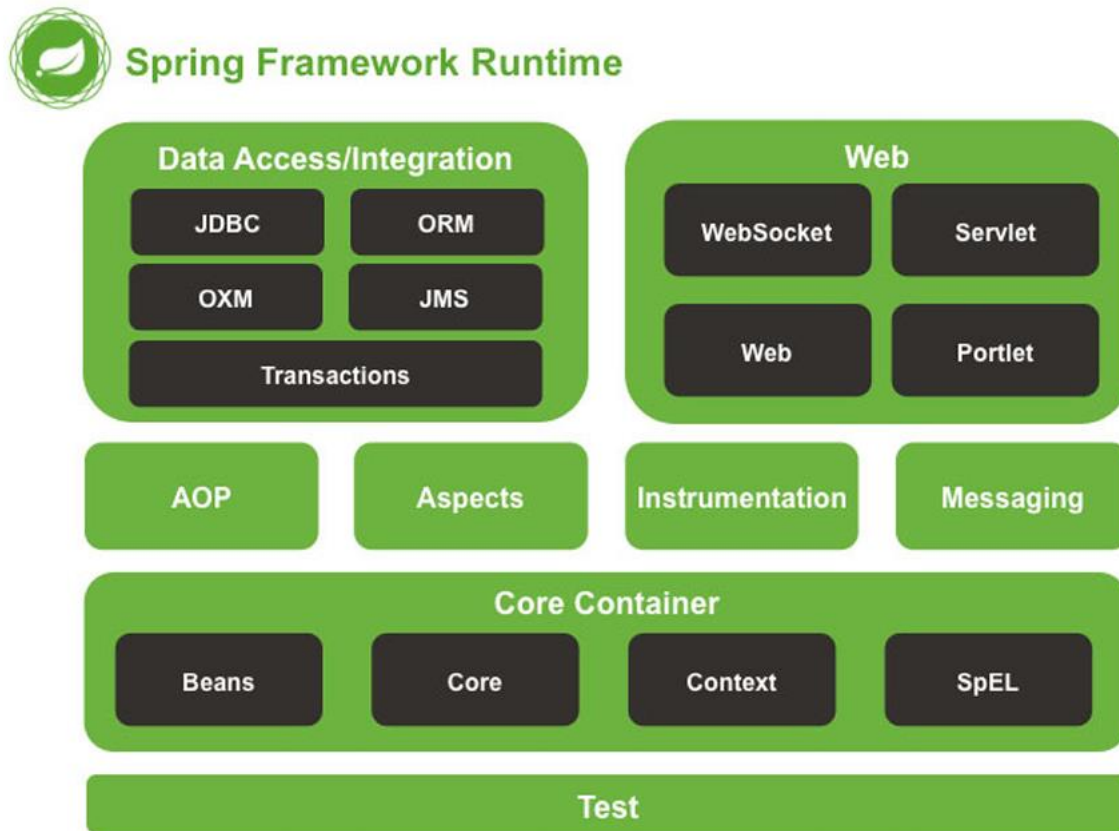 Spring Framework Runtime
Data Access/Integration
JDBC ORM
OXM JMS
Transactions
Web
WebSocket Servlet
Web Portlet
AOP Aspects Instrumentation Messaging
Core Container
Beans Core Context SpEL
Test